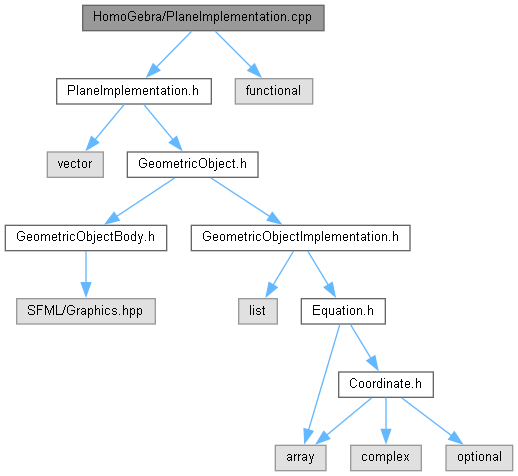 HomoGebra/PlaneImplementation.cpp
PlaneImplementation.h
functional
vector
GeometricObject.h
GeometricObjectBody.h
GeometricObjectImplementation.h
SFML/Graphics.hpp
list
Equation.h
Coordinate.h
array
complex
optional